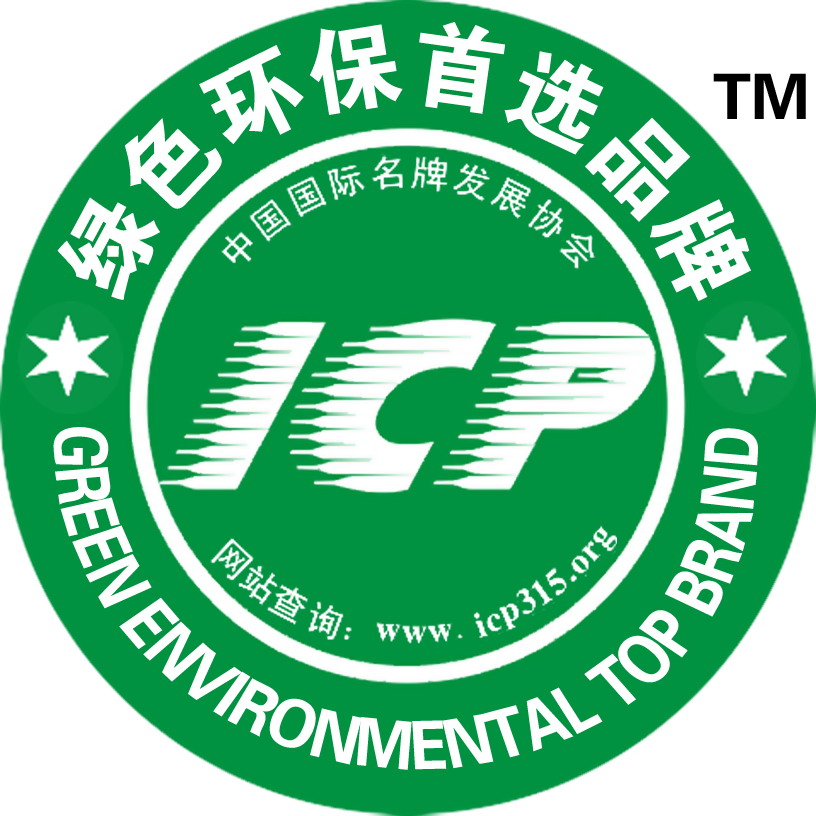 绿色环保首选品牌
TM
中国国际名牌发展协会
ICP
网站查询: www. icp315.org
GREEN ENVIRONMENTAL TOP BRAND